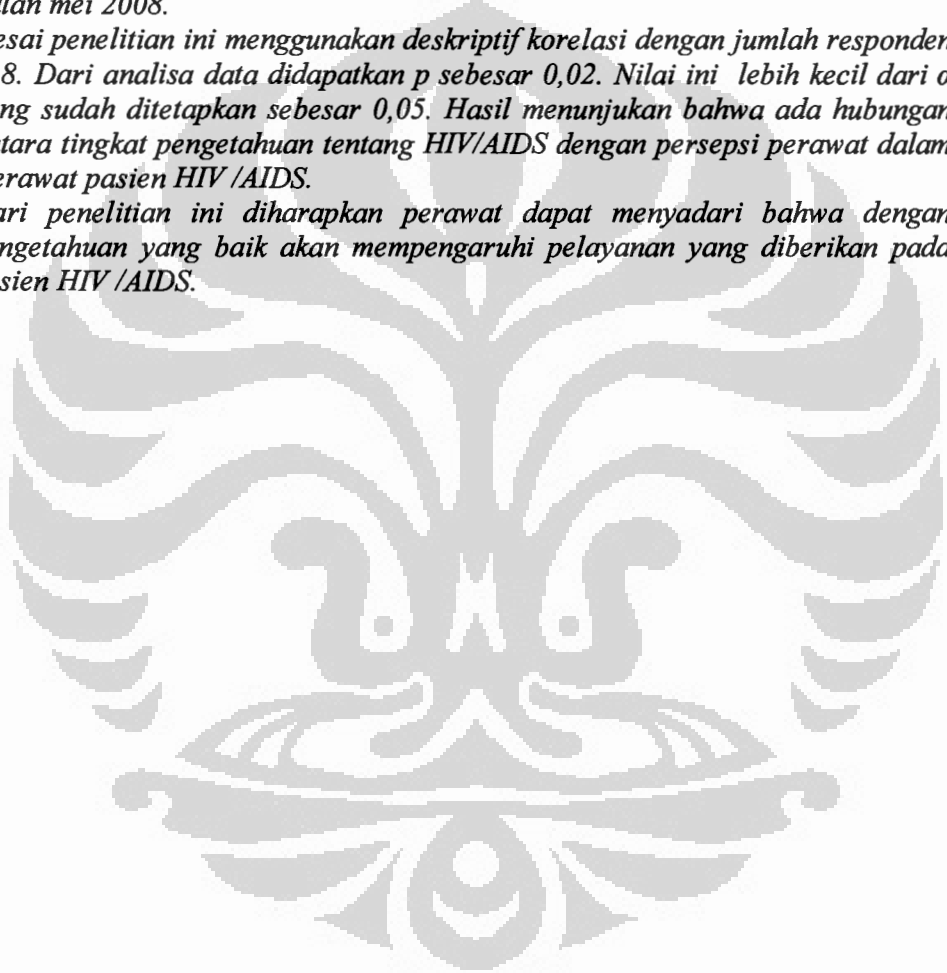 lan mei 2008.
esai penelitian ini menggunakan deskriptif korelasi dengan jumlah responden
8. Dari analisa data didapatkan p sebesar 0,02. Nilai ini lebih kecil dari
ng sudah ditetapkan sebesar 0,05. Hasil menunjukan bahwa ada hubungan
tara tingkat pengetahuan tentang HIV/AIDS dengan persepsi perawat dalam
erawat pasien HIV /AIDS.
ari penelitian ini diharapkan perawat dapat menyadari bahwa dengan
ngetahuan yang baik akan mempengaruhi pelayanan yang diberikan pada
sien HIV /AIDS.